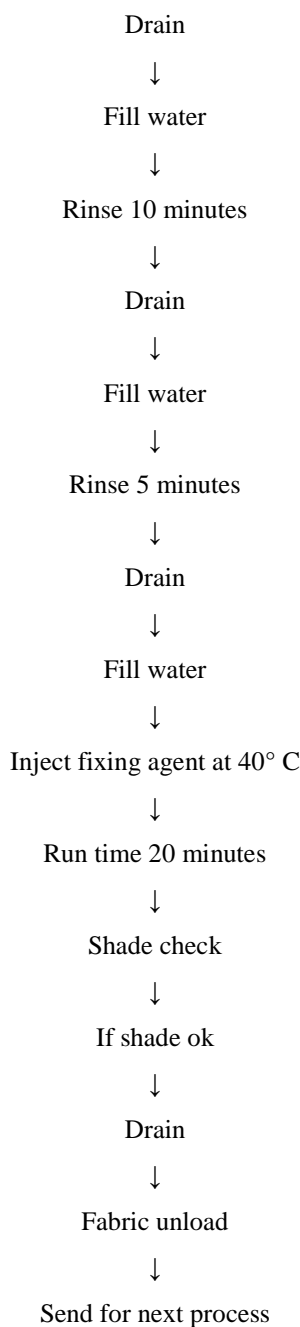 Drain
↓
Fill water
↓
Rinse 10 minutes
↓
Drain
↓
Fill water
↓
Rinse 5 minutes
↓
Drain
↓
Fill water
↓
Inject fixing agent at 40° C
↓
Run time 20 minutes
↓
Shade check
↓
If shade ok
↓
Drain
↓
Fabric unload
↓
Send for next process